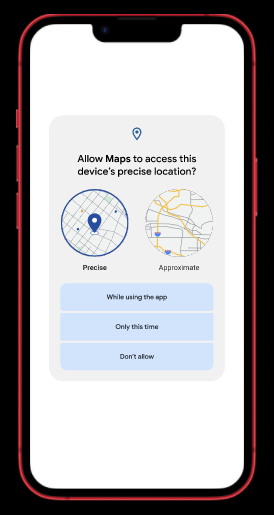 Allow Maps to access this
device's precise location?
Precise
Approximate
While using the app
Only this time
Don't allow